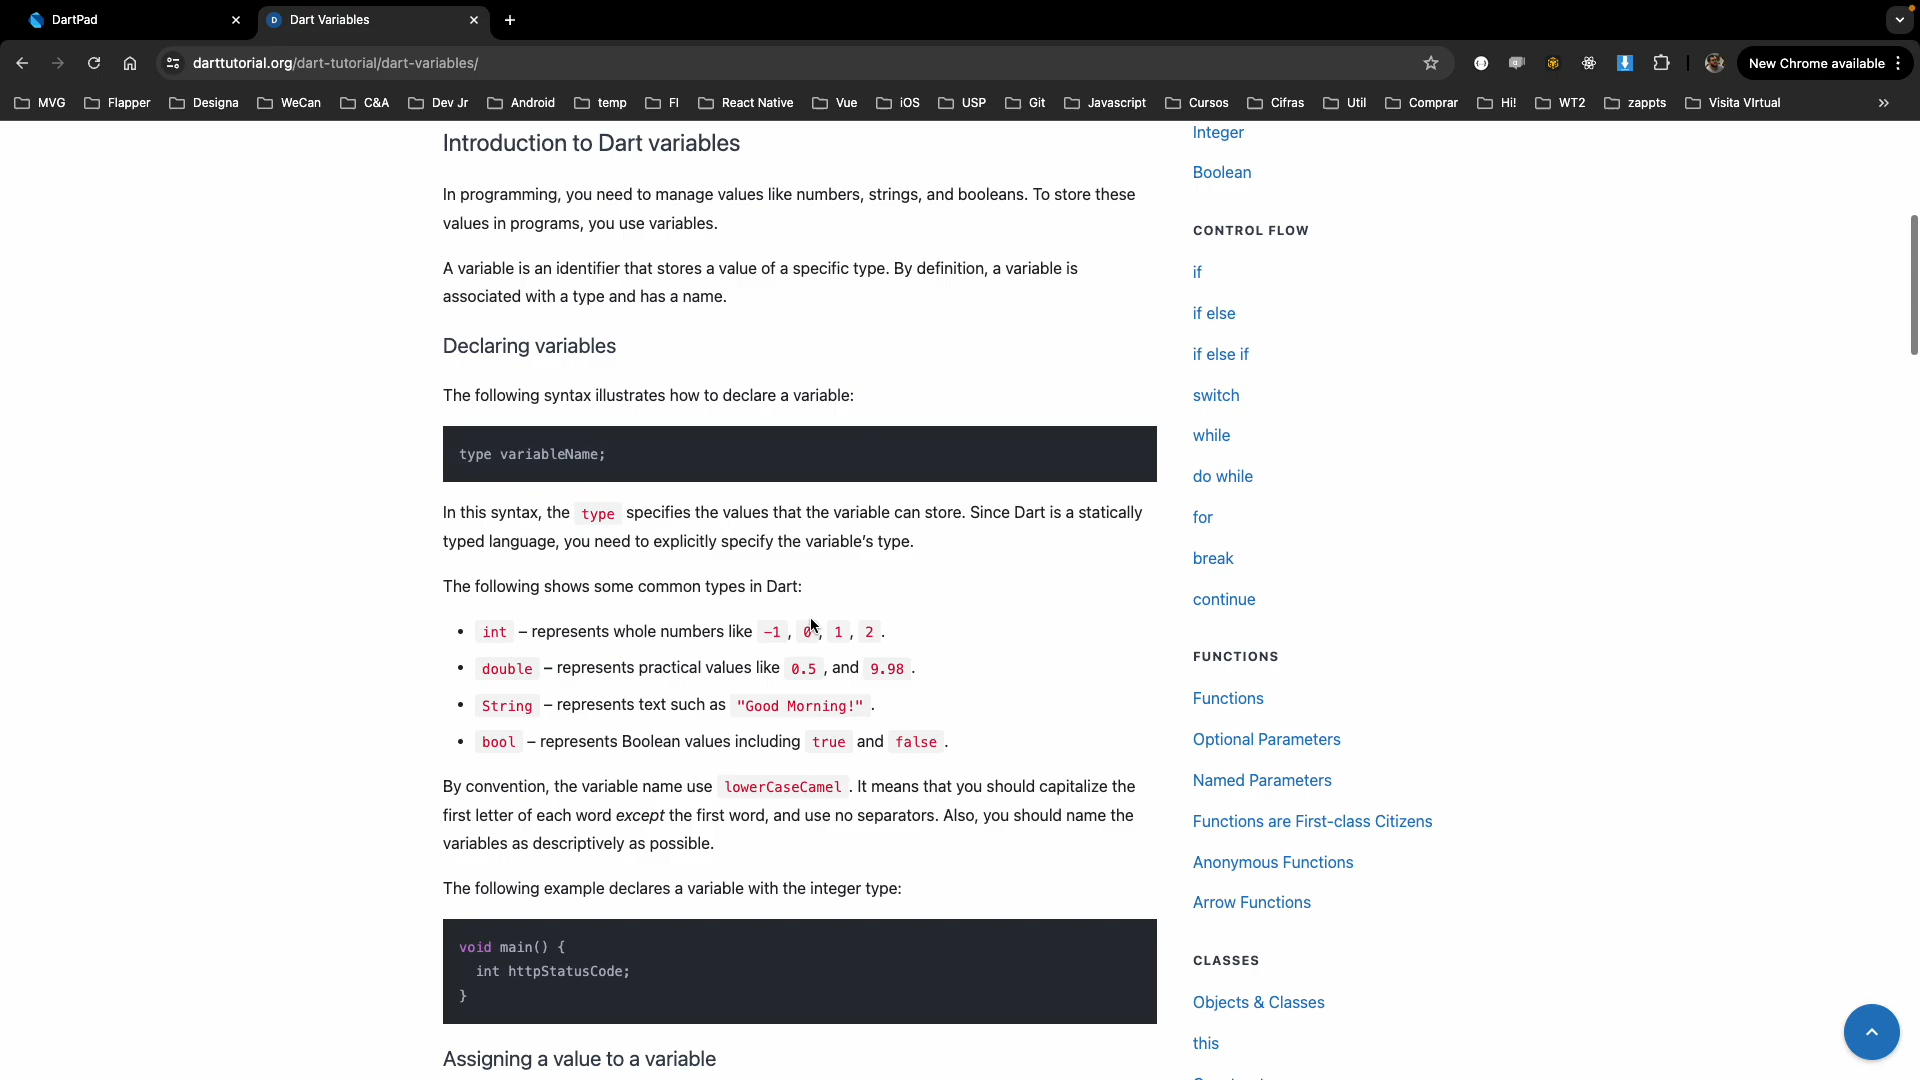 DartPad
Dart Variables
darttutorial.org/dart-tutorial/dart-variables/
New Chrome available
MVG Flapper Designa WeCan C&A Dev Jr Android temp FI React Native Vue iOS USP Git Javascript Cursos Cifras Util Comprar Hi! WT2 zappts Visita VIrtual
Introduction to Dart variables
In programming, you need to manage values like numbers, strings, and booleans. To store these
values in programs, you use variables.
A variable is an identifier that stores a value of a specific type. By definition, a variable is
associated with a type and has a name.
Declaring variables
The following syntax illustrates how to declare a variable:
type variableName;
In this syntax, the type specifies the values that the variable can store. Since Dart is a statically
typed language, you need to explicitly specify the variable's type.
The following shows some common types in Dart:
• int – represents whole numbers like -1, 0, 1, 2.
• double – represents practical values like 0.5, and 9.98.
• String – represents text such as "Good Morning!".
• bool – represents Boolean values including true and false.
By convention, the variable name use lowerCaseCamel. It means that you should capitalize the
first letter of each word except the first word, and use no separators. Also, you should name the
variables as descriptively as possible.
The following example declares a variable with the integer type:
void main() {
int httpStatusCode;
}
Assigning a value to a variable
Integer
Boolean
CONTROL FLOW
if
if else
if else if
switch
while
do while
for
break
continue
FUNCTIONS
Functions
Optional Parameters
Named Parameters
Functions are First-class Citizens
Anonymous Functions
Arrow Functions
CLASSES
Objects & Classes
this